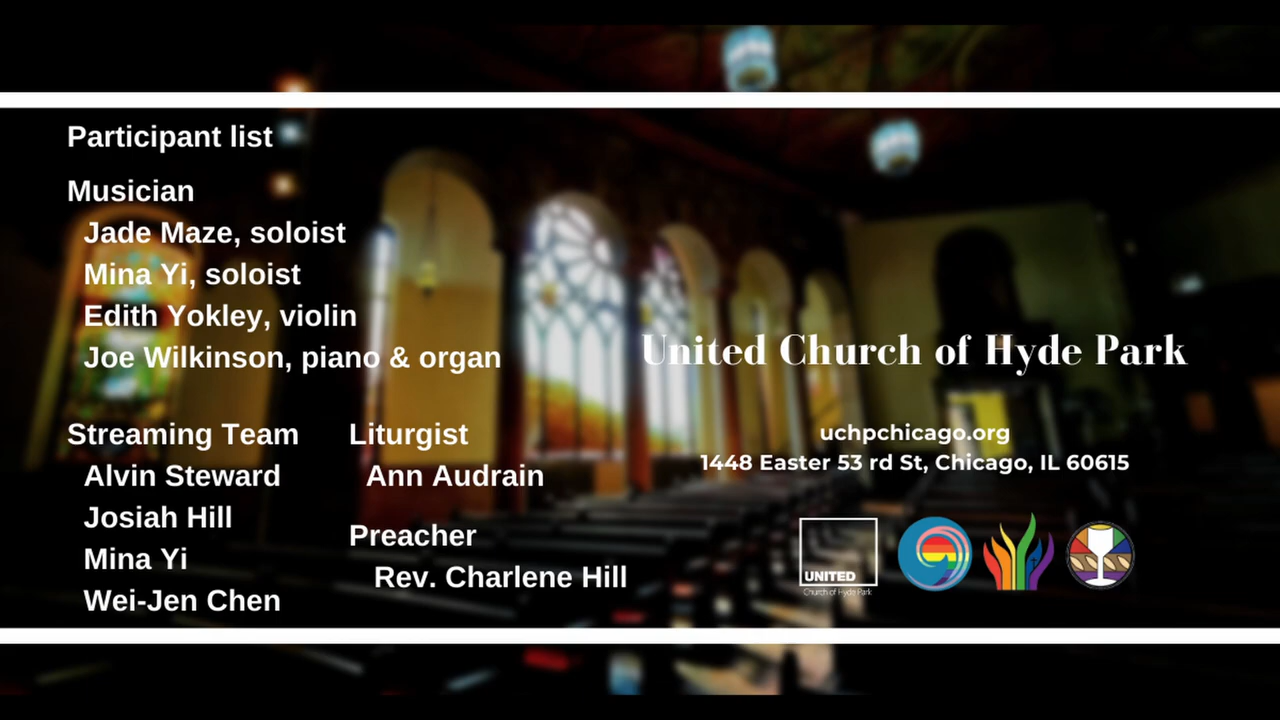 Participant list
Musician
Jade Maze, soloist
Mina Yi, soloist
Edith Yokley, violin
Joe Wilkinson, piano & organ
Streaming Team
Alvin Steward
Josiah Hill
Mina Yi
Wei-Jen Chen
Liturgist
Ann Audrain
Preacher
Rev. Charlene Hill
United Church of Hyde Park
uchpchicago.org
1448 Easter 53 rd St, Chicago, IL 60615
UNITED
Church of Hyde Park